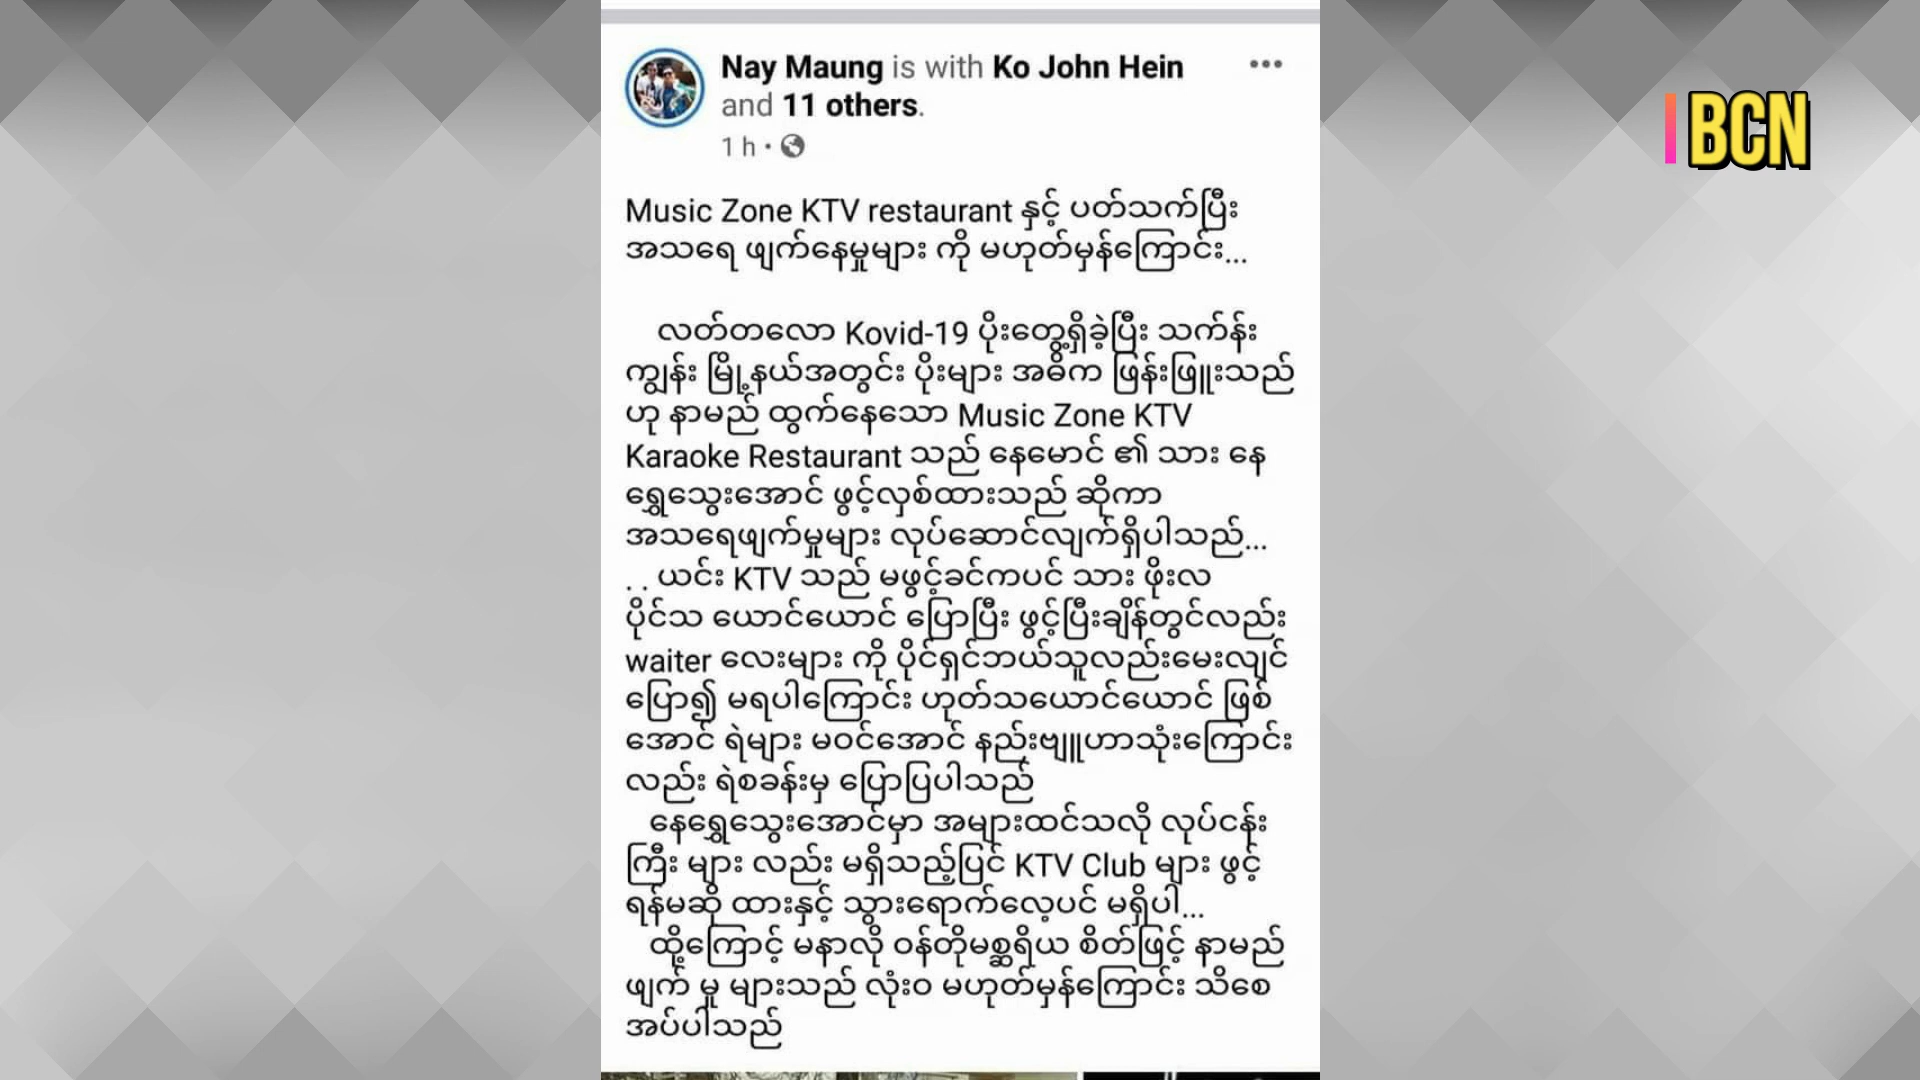 Nay Maung is with Ko John Hein
and 11 others.
1 h
BCN
Music Zone KTV restaurant နှင့် ပတ်သက်ပြီး
အသရေ ဖျက်နေမှုများ ကို မဟုတ်မှန်ကြောင်း...
လတ်တလော Kovid-19 ပိုးတွေ့ရှိခဲ့ပြီး သင်္ကန်း
ကျွန်း မြို့နယ်အတွင်း ပိုးများ အဓိက ဖြန်းဖြူးသည်
ဟု နာမည် ထွက်နေသော Music Zone KTV
Karaoke Restaurant သည် နေမောင် ၏ သား နေ
ရွှေသွေးအောင် ဖွင့်လှစ်ထားသည် ဆိုကာ
အသရေဖျက်မှုများ လုပ်ဆောင်လျက်ရှိပါသည်...
. . ယင်း KTV သည် မဖွင့်ခင်ကပင် သား ဖိုးလ
ပိုင်သ ယောင်ယောင် ပြောပြီး ဖွင့်ပြီးချိန်တွင်လည်း
waiter လေးများ ကို ပိုင်ရှင်ဘယ်သူလည်းမေးလျင်
ပြော၍ မရပါကြောင်း ဟုတ်သယောင်ယောင် ဖြစ်
အောင် ရဲများ မဝင်အောင် နည်းဗျူဟာသုံးကြောင်း
လည်း ရဲစခန်းမှ ပြောပြပါသည်
နေရွှေသွေးအောင်မှာ အများထင်သလို လုပ်ငန်း
ကြီး များ လည်း မရှိသည့်ပြင် KTV Club များ ဖွင့်
ရန်မဆို ထားနှင့် သွားရောက်လေ့ပင် မရှိပါ...
ထို့ကြောင့် မနာလို ဝန်တိုမစ္ဆရိယ စိတ်ဖြင့် နာမည်
ဖျက် မှု များသည် လုံးဝ မဟုတ်မှန်ကြောင်း သိစေ
အပ်ပါသည်